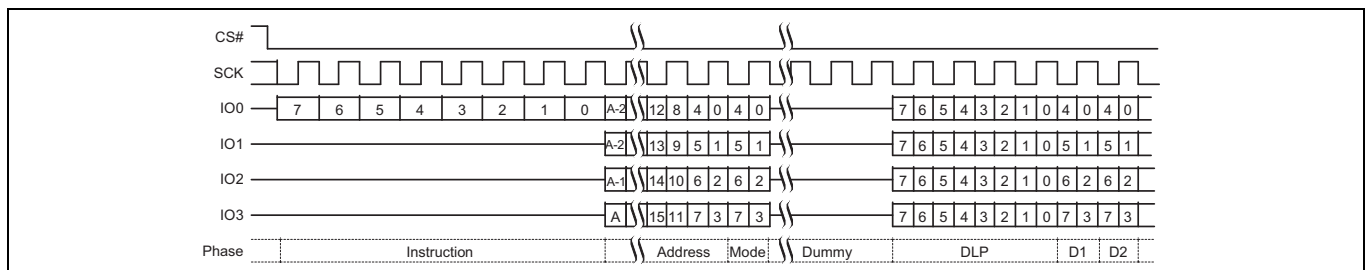 CS#
SCK
IO0 7 6 5 4 3 2 1 0 A-2 12 8 4 0 4 0 7 6 5 4 3 2 1 0 4 0 4 0
IO1 A-2 13 9 5 1 5 1 7 6 5 4 3 2 1 0 5 1 5 1
IO2 A-1 14 10 6 2 6 2 7 6 5 4 3 2 1 0 6 2 6 2
IO3 A 15 11 7 3 7 3 7 6 5 4 3 2 1 0 7 3 7 3
Phase Instruction Address Mode Dummy DLP D1 D2